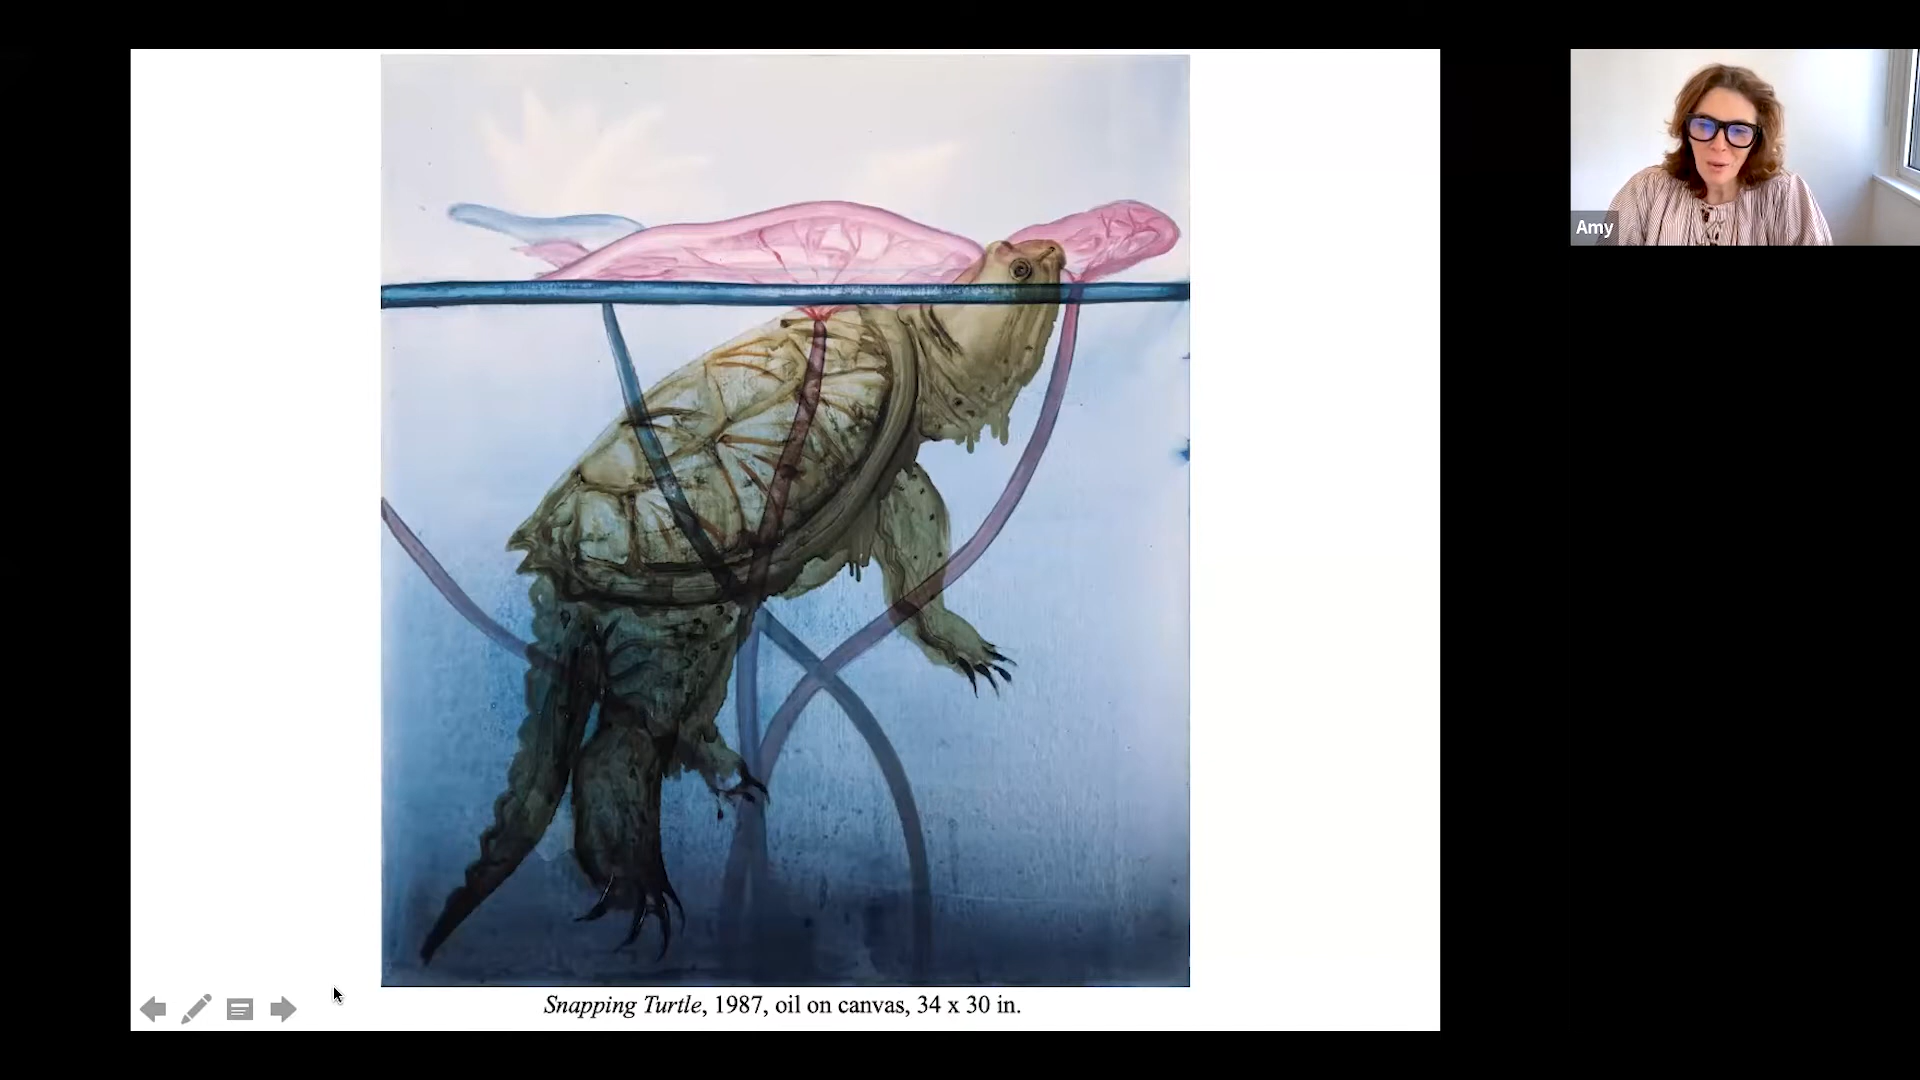 Amy
Snapping Turtle, 1987, oil on canvas, 34 x 30 in.